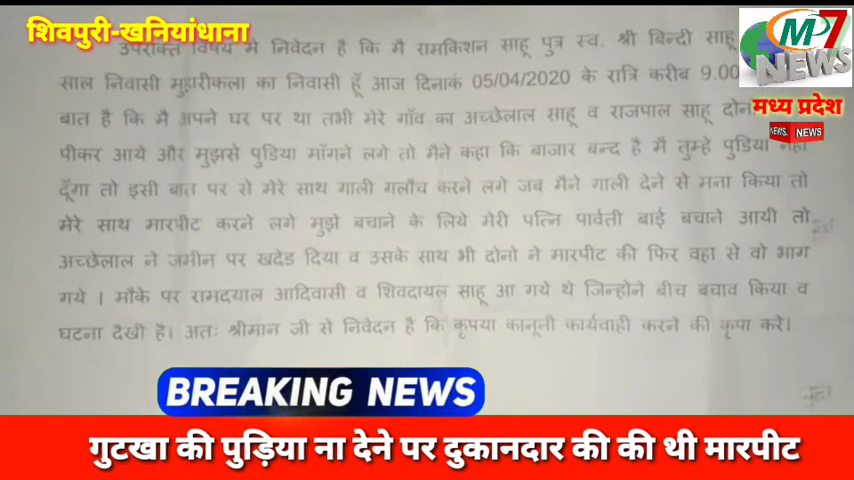 शिवपुरी-खनियांधाना
MP7
NEWS
मध्य प्रदेश
NEWS. NEWS
उपरोक्त विषय मे निवेदन है कि मै रामकिशन साहू पुत्र स्व. श्री बिन्दी साहू
साल निवासी मुहारीकला का निवासी हूँ आज दिनाकं 05/04/2020 के रात्रि करीब 9.00
बात है कि मै अपने घर पर था तभी मेरे गाँव का अच्छेलाल साहू व राजपाल साहू
पीकर आये और मुझसे पुडिया माँगने लगे तो मैने कहा कि बाजार बन्द है मै तुम्हे पुडिया नही
दूँगा तो इसी बात पर से मेरे साथ गाली गलौच करने लगे जब मैने गाली देने से मना किया तो
मेरे साथ मारपीट करने लगे मुझे बचाने के लिये मेरी पत्नि पार्वती बाई बचाने आयी तो
अच्छेलाल ने जमीन पर खदेड दिया व उसके साथ भी दोनो ने मारपीट की फिर वहा से वो भाग
गये । मौके पर रामदयाल आदिवासी व शिवदायल साहू आ गये थे जिन्होने बीच बचाव किया व
घटना देखी है। अतः श्रीमान जी से निवेदन है कि कृपया कानूनी कार्यवाही करने की कृपा करे।
BREAKING NEWS
गुटखा की पुड़िया ना देने पर दुकानदार की की थी मारपीट